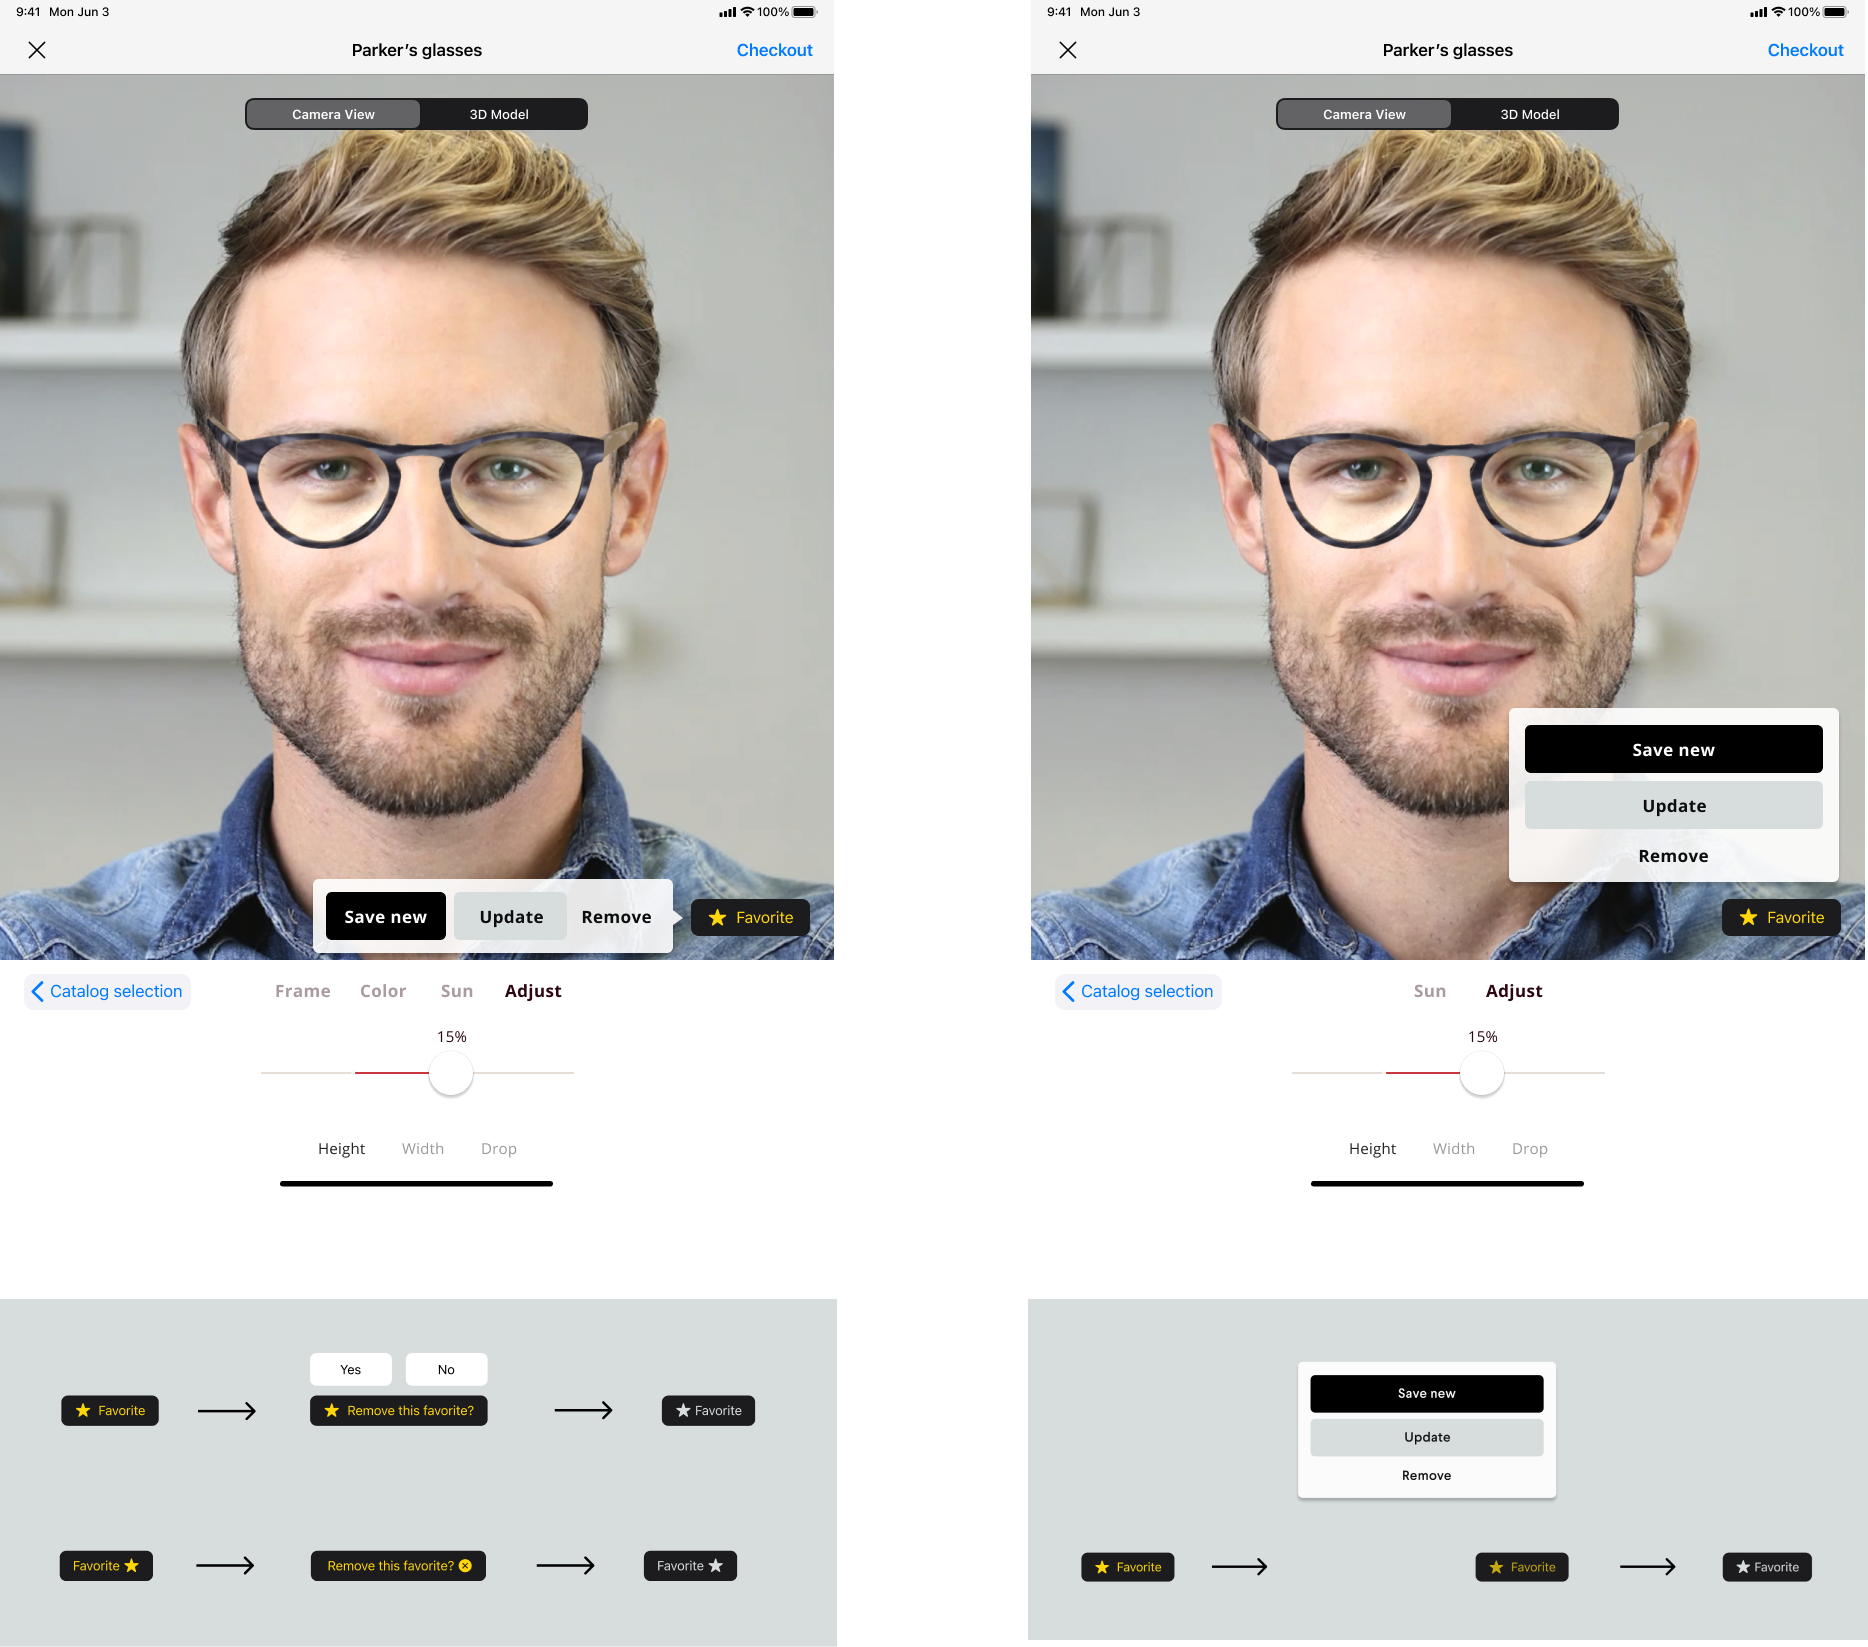 9:41 Mon Jun 3
100%
Parker's glasses
Checkout
Camera View
3D Model
Save new
Update
Remove
Favorite
Catalog selection
Frame
Color
Sun
Adjust
15%
Height
Width
Drop
Yes
No
Favorite
Remove this favorite?
Favorite
Favorite
Remove this favorite?
Favorite
9:41 Mon Jun 3
100%
Parker's glasses
Checkout
Camera View
3D Model
Save new
Update
Remove
Favorite
Catalog selection
Sun
Adjust
15%
Height
Width
Drop
Save new
Update
Remove
Favorite
Favorite
Favorite